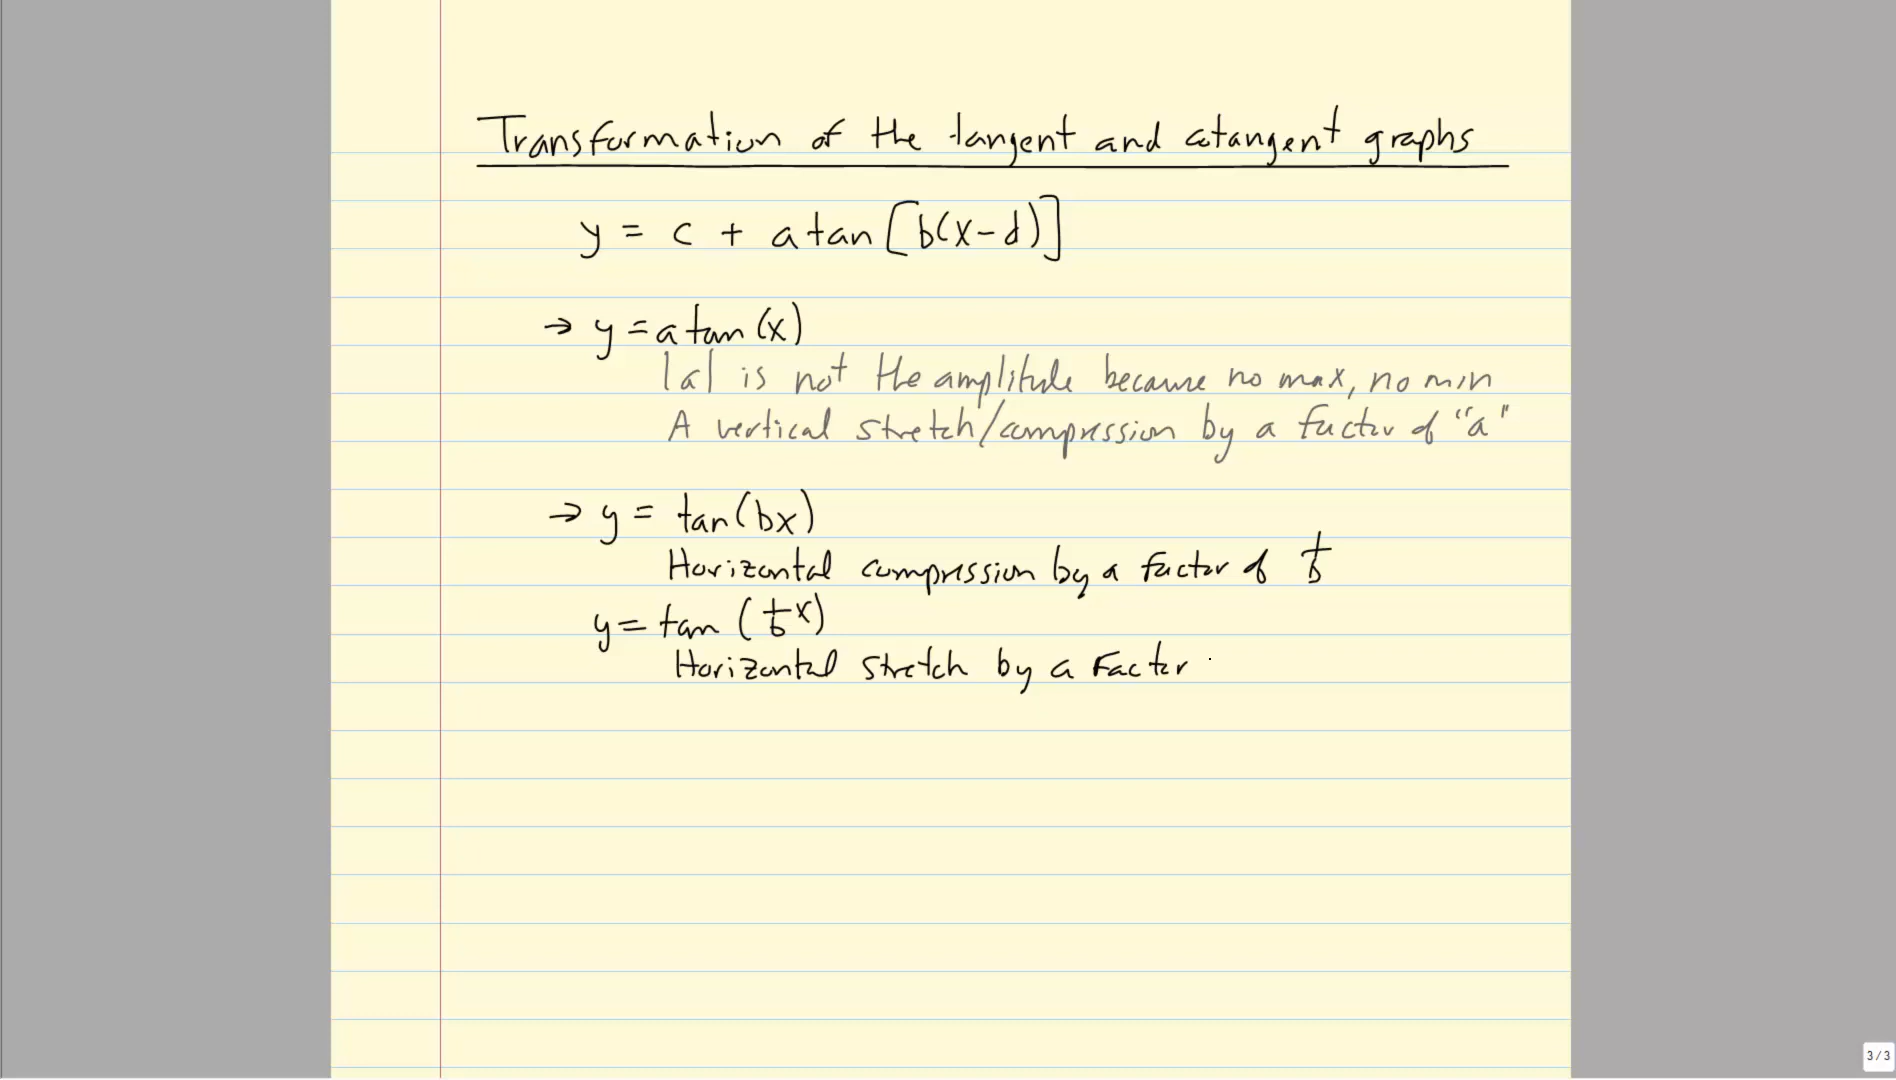 Transformation of the tangent and cotangent graphs
y = c + a tan[b(x-d)]
→ y = a tan(x)
|a| is not the amplitude because no max, no min
A vertical stretch/compression by a factor of "a"
→ y = tan(bx)
Horizontal compression by a factor of 1/b
y = tan(1/b x)
Horizontal stretch by a Factor
3/3